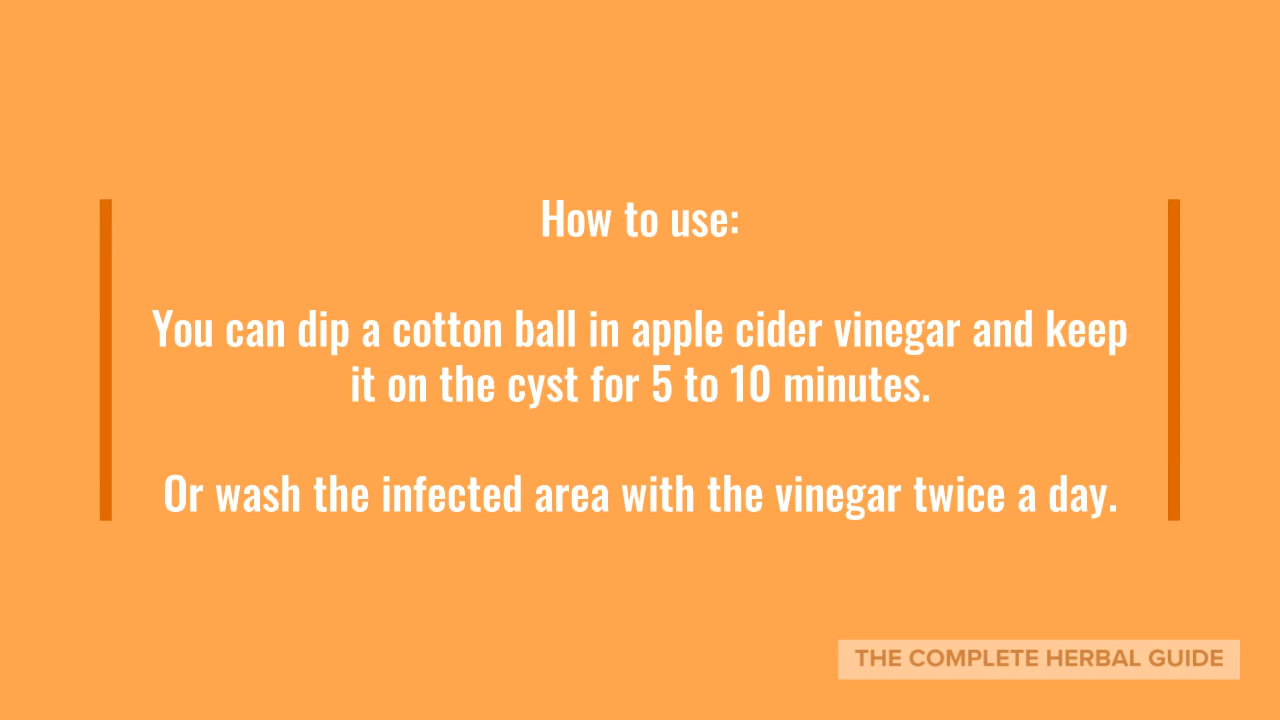 How to use:
You can dip a cotton ball in apple cider vinegar and keep
it on the cyst for 5 to 10 minutes.
Or wash the infected area with the vinegar twice a day.
THE COMPLETE HERBAL GUIDE